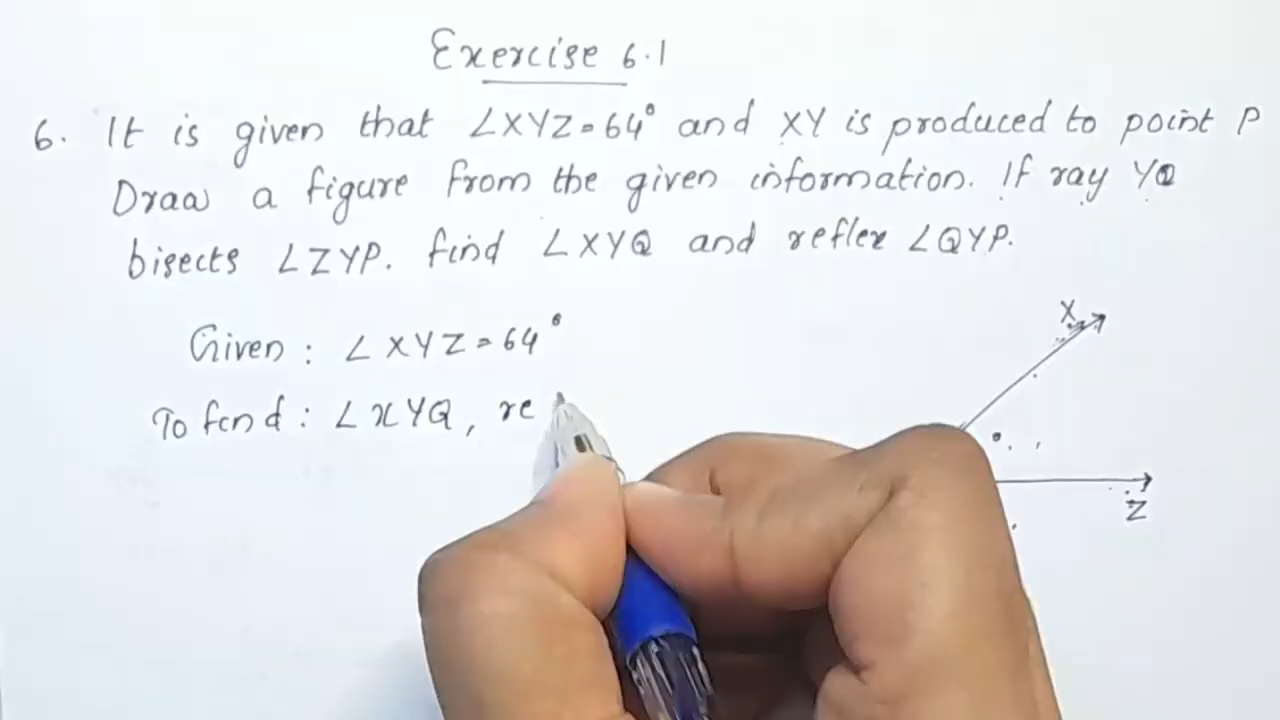 Exercise 6.1
6. It is given that ∠XYZ = 64° and XY is produced to point P
Draw a figure from the given information. If ray YQ
bisects ∠ZYP. find ∠XYQ and reflex ∠QYP.
Given : ∠XYZ = 64°
To find : ∠XYQ, re
X
Z